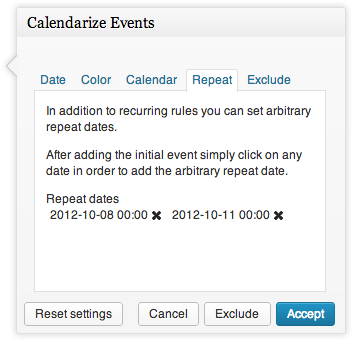 Calendarize Events
Date Color Calendar Repeat Exclude
In addition to recurring rules you can set arbitrary
repeat dates.
After adding the initial event simply click on any
date in order to add the arbitrary repeat date.
Repeat dates
2012-10-08 00:00 ✖ 2012-10-11 00:00 ✖
Reset settings Cancel Exclude Accept